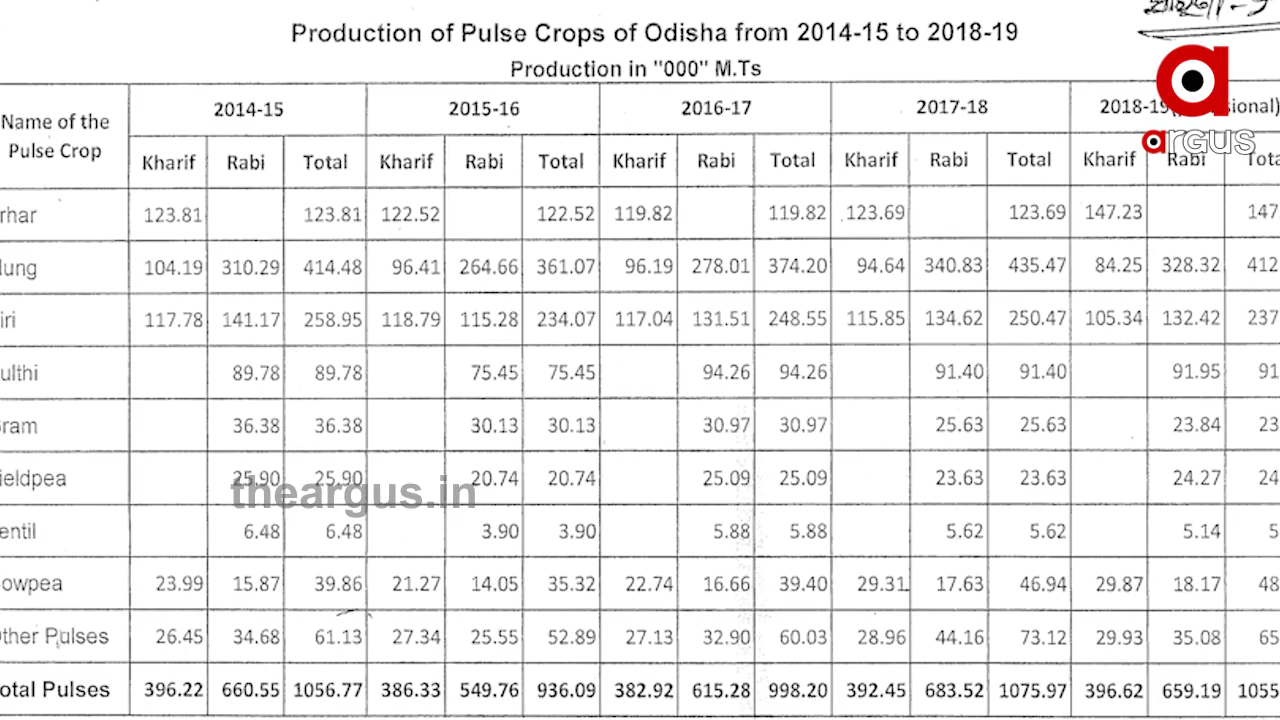 Production of Pulse Crops of Odisha from 2014-15 to 2018-19
Production in "000" M.Ts
argus
Name of the Pulse Crop 2014-15 2015-16 2016-17 2017-18 2018-19
Kharif Rabi Total Kharif Rabi Total Kharif Rabi Total Kharif Rabi Total Kharif Rabi
rhar 123.81 123.81 122.52 122.52 119.82 119.82 123.69 123.69 147.23 147
ung 104.19 310.29 414.48 96.41 264.66 361.07 96.19 278.01 374.20 94.64 340.83 435.47 84.25 328.32 412
iri 117.78 141.17 258.95 118.79 115.28 234.07 117.04 131.51 248.55 115.85 134.62 250.47 105.34 132.42 237
ulthi 89.78 89.78 75.45 75.45 94.26 94.26 91.40 91.40 91.95 91
ram 36.38 36.38 30.13 30.13 30.97 30.97 25.63 25.63 23.84 23
ieldpea 25.90 25.90 20.74 20.74 25.09 25.09 23.63 23.63 24.27 24
theargus.in
entil 6.48 6.48 3.90 3.90 5.88 5.88 5.62 5.62 5.14 5
owpea 23.99 15.87 39.86 21.27 14.05 35.32 22.74 16.66 39.40 29.31 17.63 46.94 29.87 18.17 48
ther Pulses 26.45 34.68 61.13 27.34 25.55 52.89 27.13 32.90 60.03 28.96 44.16 73.12 29.93 35.08 65
otal Pulses 396.22 660.55 1056.77 386.33 549.76 936.09 382.92 615.28 998.20 392.45 683.52 1075.97 396.62 659.19 1055